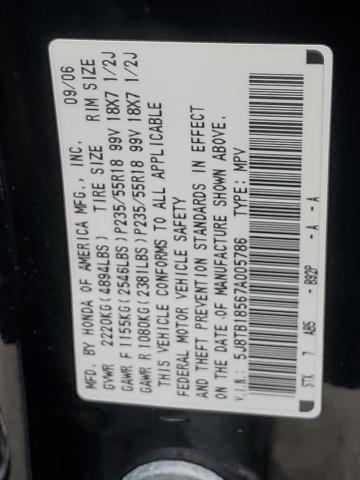 MFG. BY HONDA OF AMERICA MFG., INC. 09/06
GVWR 2220KG(4894LBS) TIRE SIZE RIM SIZE
GAWR F 1155KG(2546LBS)P235/55R18 99V 18X7 1/2J
GAWR R 1080KG(2381LBS)P235/55R18 99V 18X7 1/2J
THIS VEHICLE CONFORMS TO ALL APPLICABLE
FEDERAL MOTOR VEHICLE SAFETY
AND THEFT PREVENTION STANDARDS IN EFFECT
ON THE DATE OF MANUFACTURE SHOWN ABOVE.
V.I.N: 5J8TB18567A005786 TYPE: MPV
STK 7 AB5 -B92P -A -A